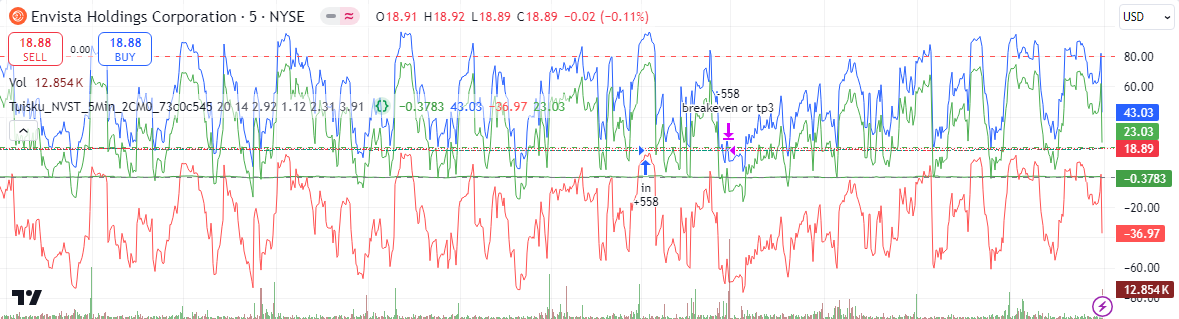 Envista Holdings Corporation · 5 · NYSE O18.91 H18.92 L18.89 C18.89 −0.02 (−0.11%)
USD
18.88
SELL
0.00
18.88
BUY
Vol 12.854K
Tuisku_NVST_5Min_2CM0_73c0c545 20 14 2.92 1.12 2.31 3.91 {} −0.3783 43.03 −36.97 23.03
-558
breakeven or tp3
in
+558
80.00
60.00
43.03
23.03
18.89
−0.3783
−20.00
−36.97
−60.00
12.854K